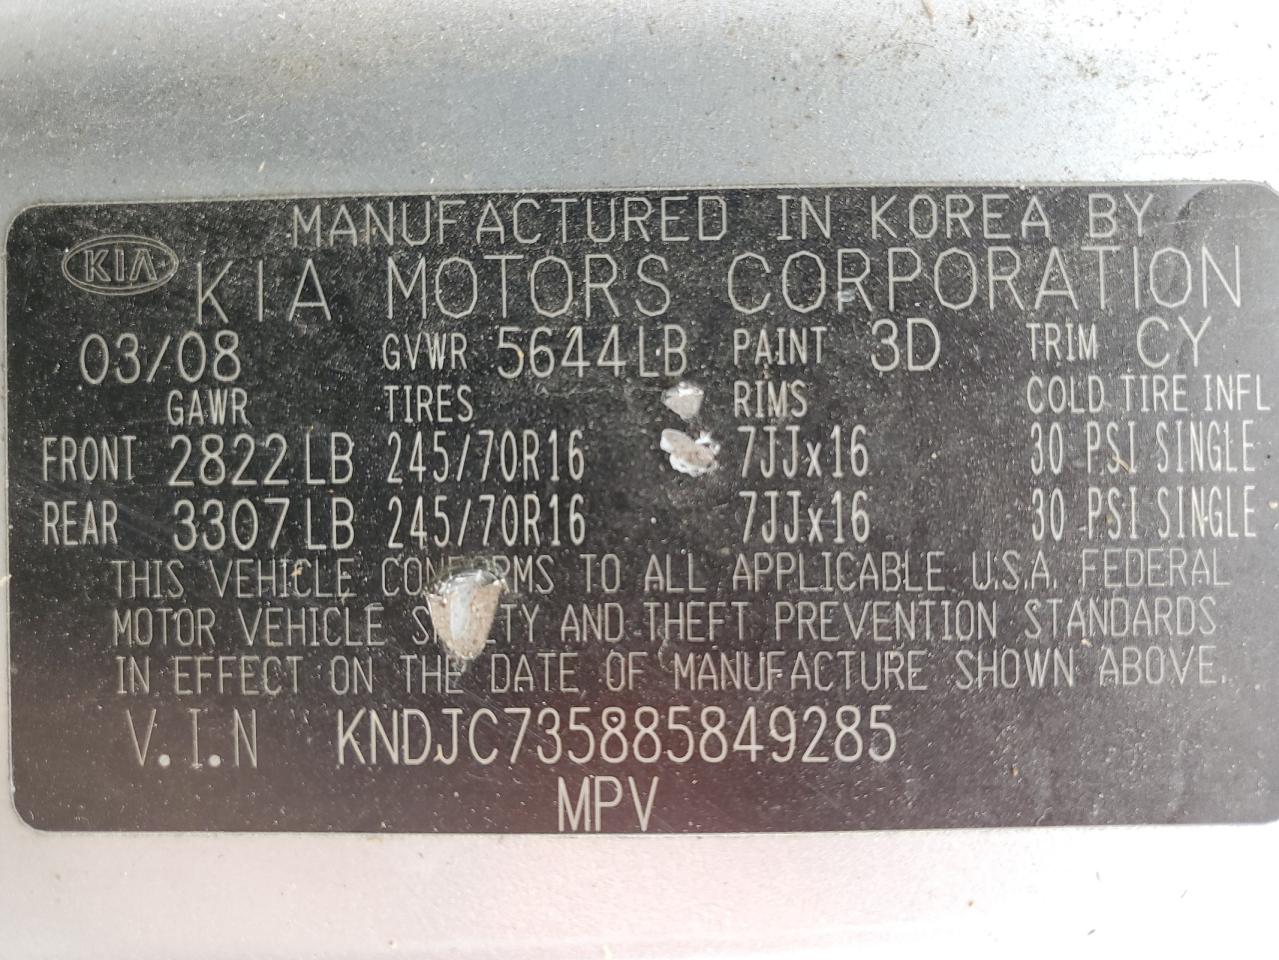 MANUFACTURED IN KOREA BY
KIA KIA MOTORS CORPORATION
03/08 GVWR 5644LB PAINT 3D TRIM CY
GAWR TIRES RIMS COLD TIRE INFL
FRONT 2822LB 245/70R16 7JJx16 30 PSI SINGLE
REAR 3307LB 245/70R16 7JJx16 30 PSI SINGLE
THIS VEHICLE TO ALL APPLICABLE U.S.A. FEDERAL
MOTOR VEHICLE AND THEFT PREVENTION STANDARDS
IN EFFECT ON THE DATE OF MANUFACTURE SHOWN ABOVE.
V.I.N KNDJC735885849285
MPV